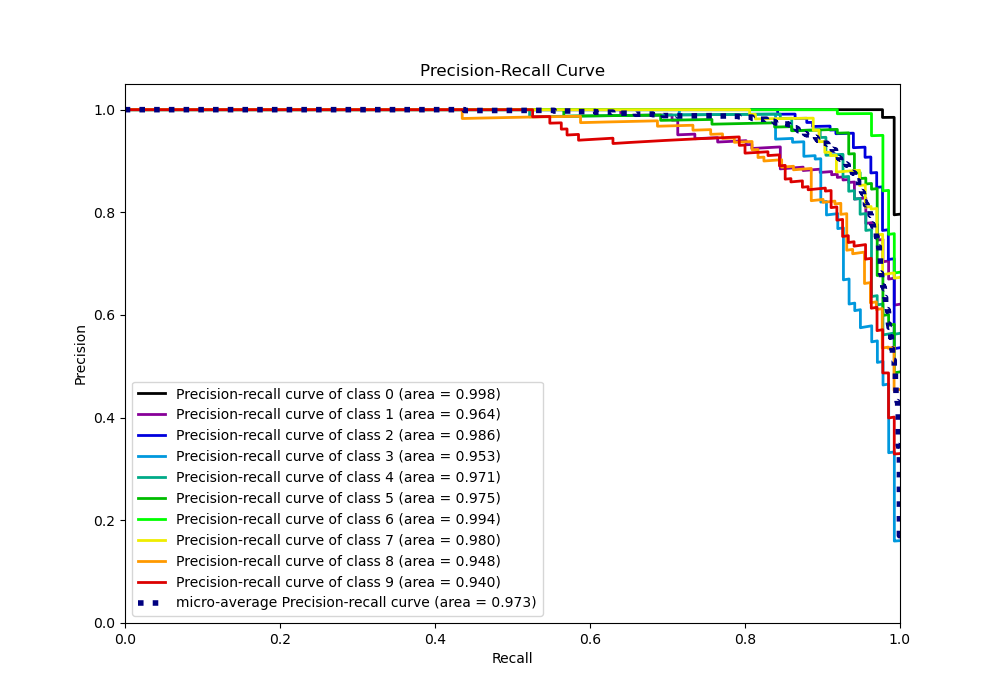 Precision-Recall Curve
1.0
0.8
0.6
0.4
0.2
0.0
Precision
Precision-recall curve of class 0 (area = 0.998)
Precision-recall curve of class 1 (area = 0.964)
Precision-recall curve of class 2 (area = 0.986)
Precision-recall curve of class 3 (area = 0.953)
Precision-recall curve of class 4 (area = 0.971)
Precision-recall curve of class 5 (area = 0.975)
Precision-recall curve of class 6 (area = 0.994)
Precision-recall curve of class 7 (area = 0.980)
Precision-recall curve of class 8 (area = 0.948)
Precision-recall curve of class 9 (area = 0.940)
micro-average Precision-recall curve (area = 0.973)
0.0 0.2 0.4 0.6 0.8 1.0
Recall